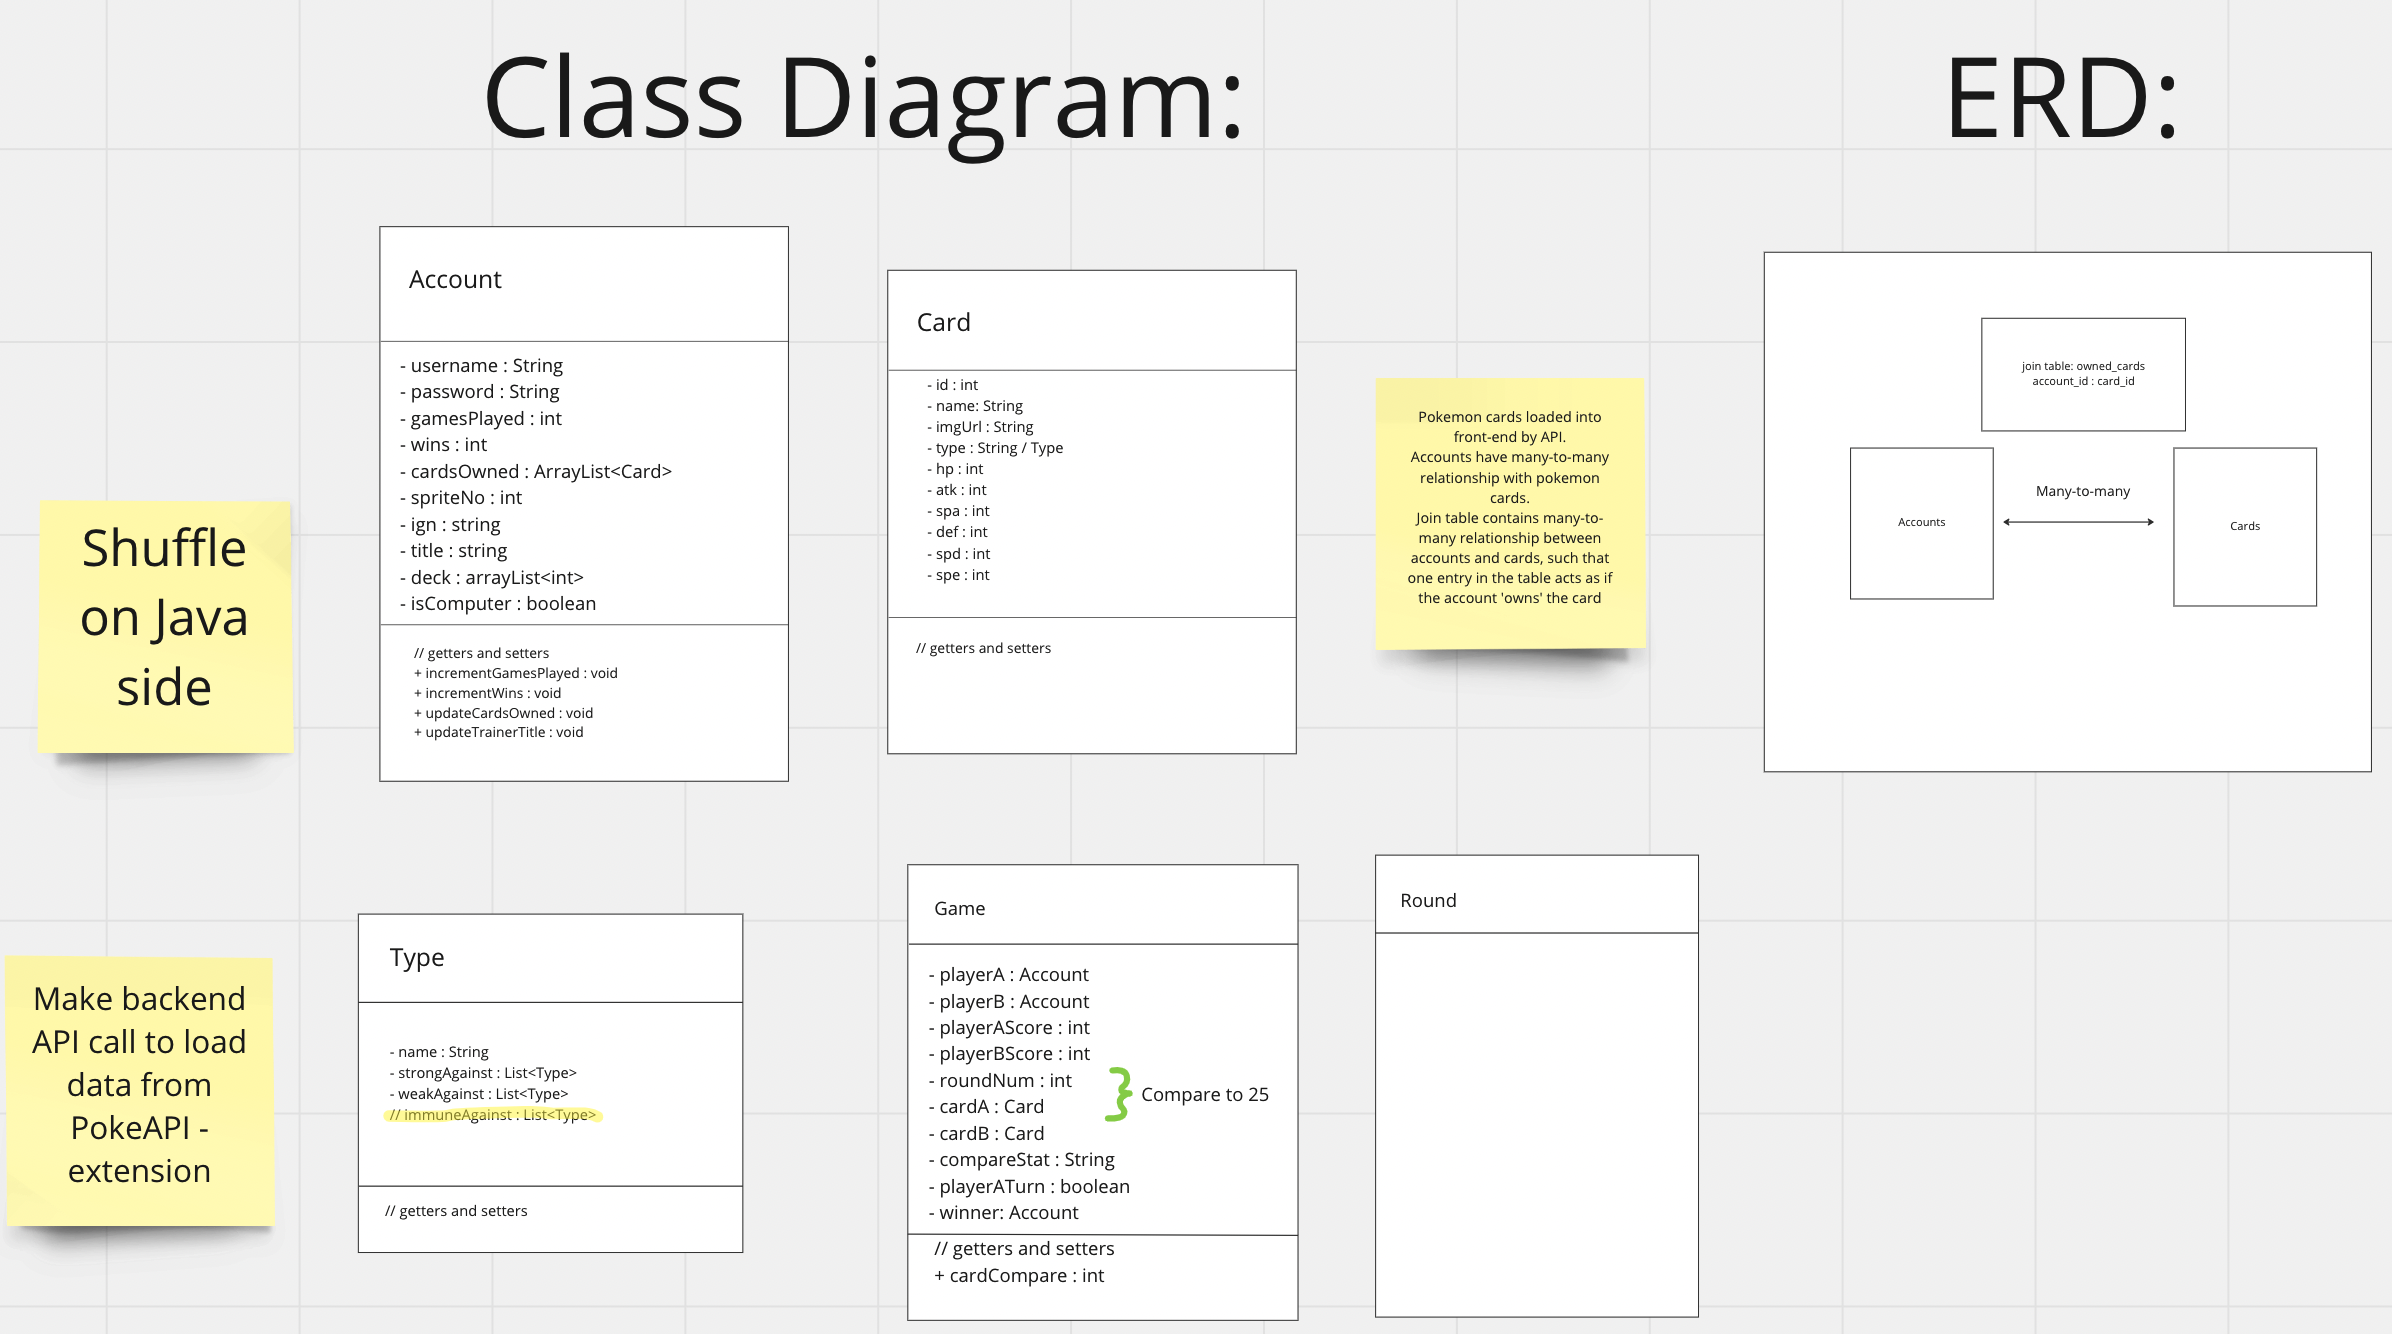 Class Diagram:
ERD:
Account
- username : String
- password : String
- gamesPlayed : int
- wins : int
- cardsOwned : ArrayList<Card>
- spriteNo : int
- ign : string
- title : string
- deck : arrayList<int>
- isComputer : boolean
// getters and setters
+ incrementGamesPlayed : void
+ incrementWins : void
+ updateCardsOwned : void
+ updateTrainerTitle : void
Card
- id : int
- name: String
- imgUrl : String
- type : String / Type
- hp : int
- atk : int
- spa : int
- def : int
- spd : int
- spe : int
// getters and setters
Pokemon cards loaded into
front-end by API.
Accounts have many-to-many
relationship with pokemon
cards.
Join table contains many-to-
many relationship between
accounts and cards, such that
one entry in the table acts as if
the account 'owns' the card
join table: owned_cards
account_id : card_id
Accounts
Many-to-many
Cards
Shuffle
on Java
side
Make backend
API call to load
data from
PokeAPI -
extension
Type
- name : String
- strongAgainst : List<Type>
- weakAgainst : List<Type>
// immuneAgainst : List<Type>
// getters and setters
Game
- playerA : Account
- playerB : Account
- playerAScore : int
- playerBScore : int
- roundNum : int
- cardA : Card
- cardB : Card
- compareStat : String
- playerATurn : boolean
- winner: Account
Compare to 25
// getters and setters
+ cardCompare : int
Round